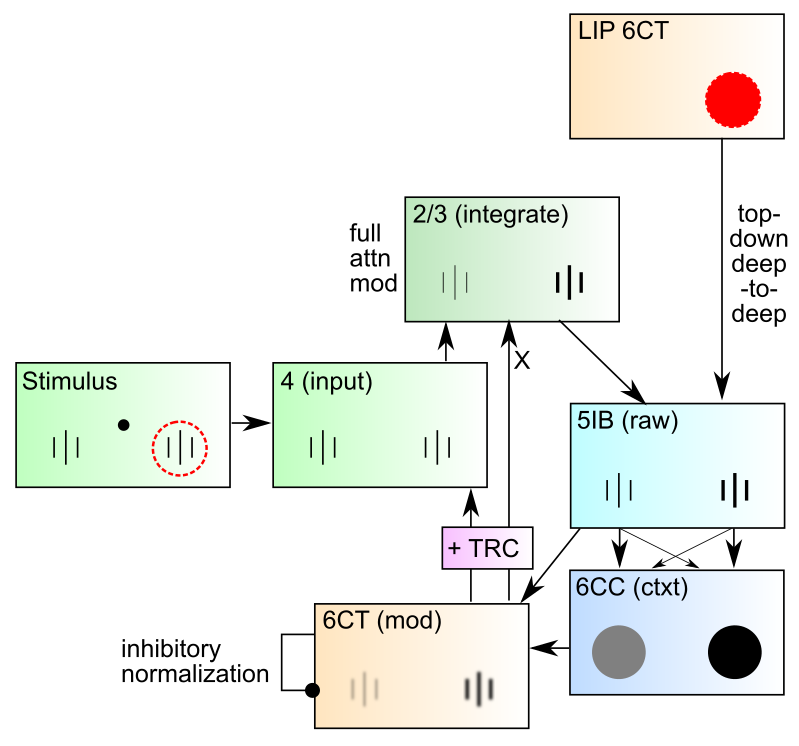 LIP 6CT
top-
down
deep
-to-
deep
2/3 (integrate)
full
attn
mod
X
Stimulus
4 (input)
5IB (raw)
+ TRC
6CC (ctxt)
6CT (mod)
inhibitory
normalization